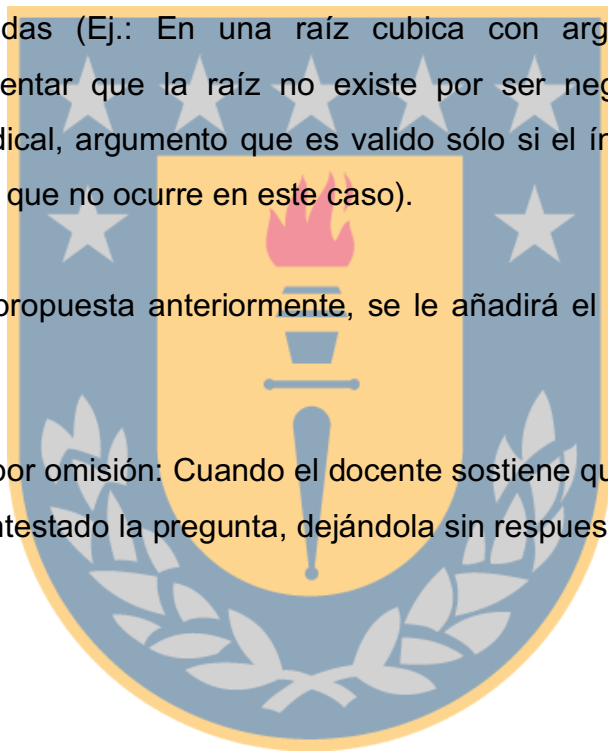 das (Ej.: En una raíz cubica con arg
entar que la raíz no existe por ser neg
dical, argumento que es valido sólo si el ín
que no ocurre en este caso).
propuesta anteriormente, se le añadirá el
por omisión: Cuando el docente sostiene qu
ntestado la pregunta, dejándola sin respues